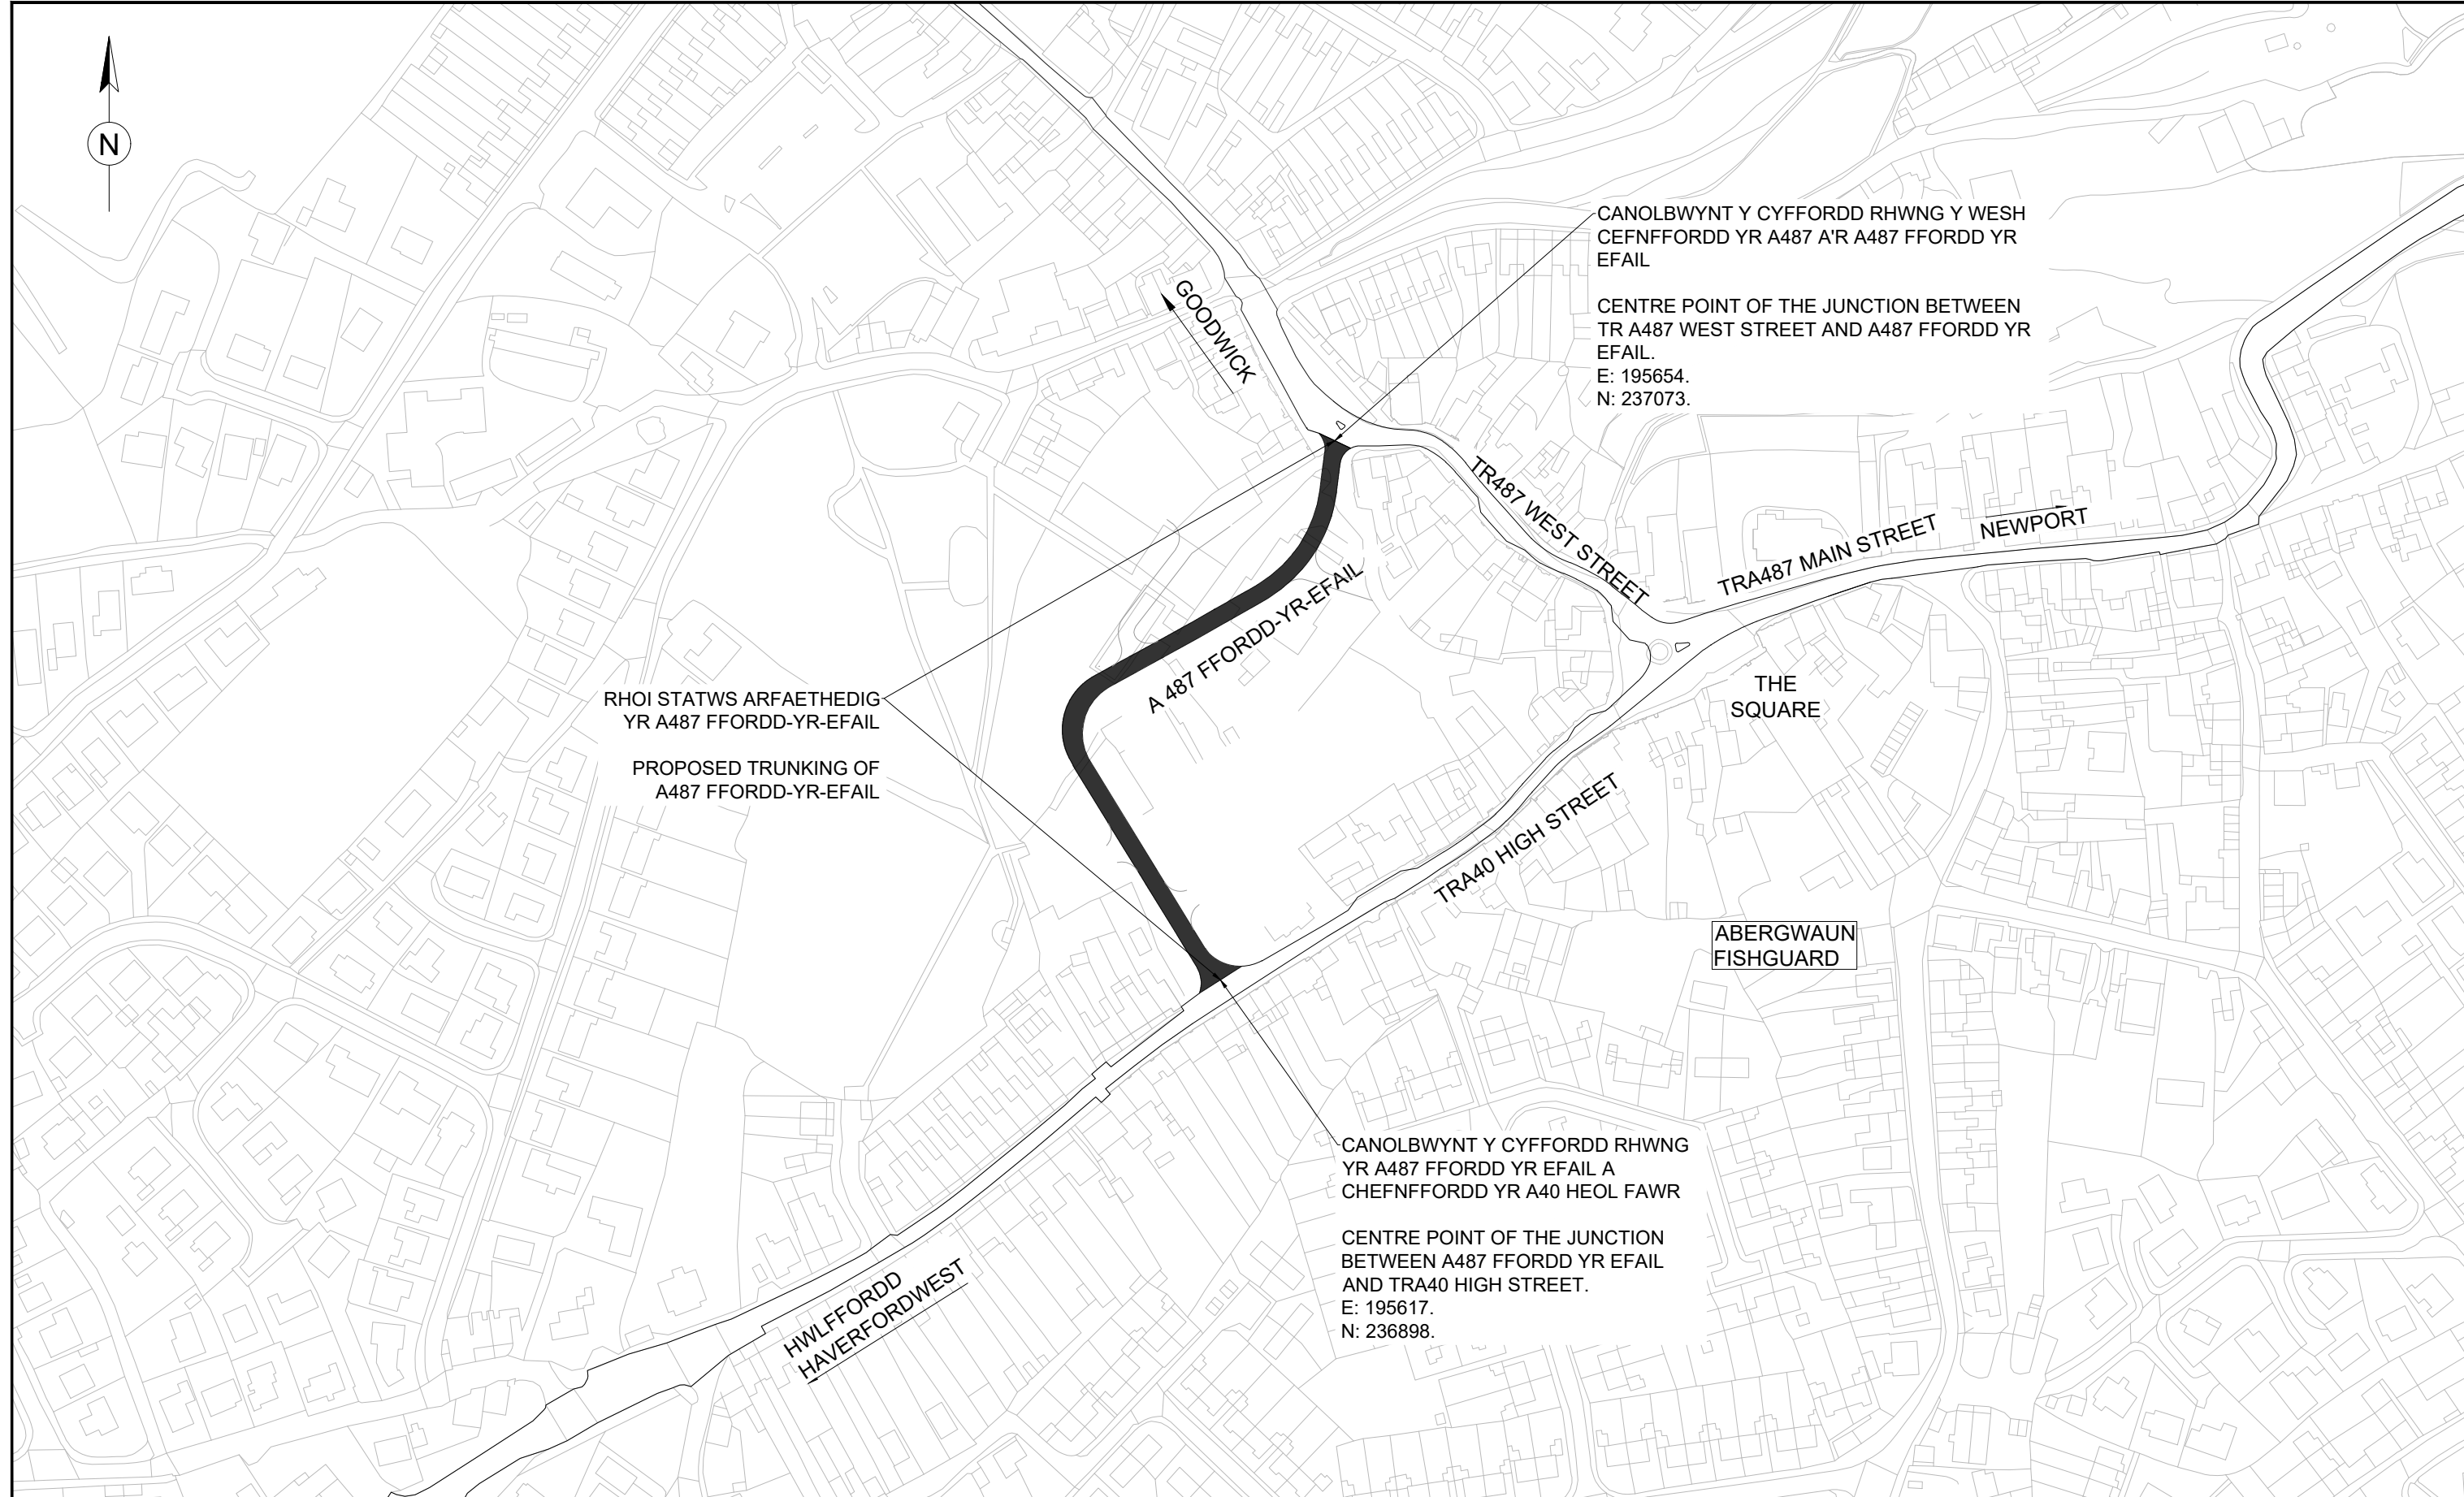 N
CANOLBWYNT Y CYFFORDD RHWNG Y WESH
CEFNFFORDD YR A487 A'R A487 FFORDD YR
EFAIL
CENTRE POINT OF THE JUNCTION BETWEEN
TR A487 WEST STREET AND A487 FFORDD YR
EFAIL.
E: 195654.
N: 237073.
GOODWICK
TR487 WEST STREET
TRA487 MAIN STREET
NEWPORT
A 487 FFORDD-YR-EFAIL
RHOI STATWS ARFAETHEDIG
YR A487 FFORDD-YR-EFAIL
PROPOSED TRUNKING OF
A487 FFORDD-YR-EFAIL
THE
SQUARE
TRA40 HIGH STREET
ABERGWAUN
FISHGUARD
CANOLBWYNT Y CYFFORDD RHWNG
YR A487 FFORDD YR EFAIL A
CHEFNFFORDD YR A40 HEOL FAWR
CENTRE POINT OF THE JUNCTION
BETWEEN A487 FFORDD YR EFAIL
AND TRA40 HIGH STREET.
E: 195617.
N: 236898.
HWLFFORDD
HAVERFORDWEST